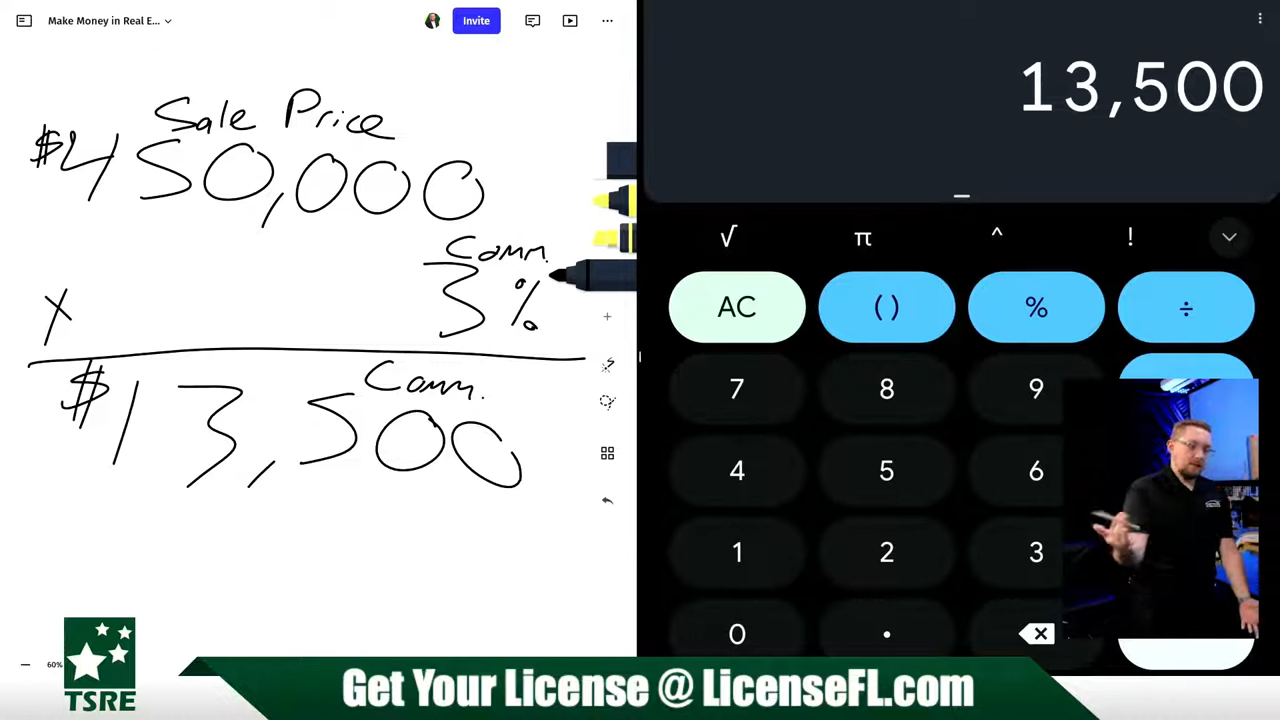 Make Money in Real E...
Invite
Sale Price
$450,000
Comm.
x 3%
Comm.
$13,500
60%
13,500
√ π ^ !
AC () % ÷
7 8 9
4 5 6
1 2 3
0 .
TSRE
Get Your License @ LicenseFL.com